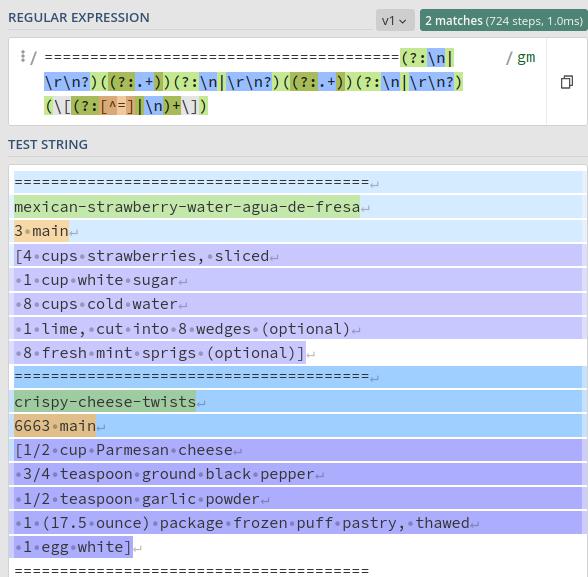 REGULAR EXPRESSION
v1
2 matches (724 steps, 1.0ms)
/ =======================================(?:\n|
/ gm
\r\n?)((?:.+))(?:\n|\r\n?)((?:.+))(?:\n|\r\n?)
(\[(?:[^=]|\n)+\])
TEST STRING
=======================================↵
mexican-strawberry-water-agua-de-fresa↵
3·main↵
[4·cups·strawberries,·sliced↵
·1·cup·white·sugar↵
·8·cups·cold·water↵
·1·lime,·cut·into·8·wedges·(optional)↵
·8·fresh·mint·sprigs·(optional)]↵
=======================================↵
crispy-cheese-twists↵
6663·main↵
[1/2·cup·Parmesan·cheese↵
·3/4·teaspoon·ground·black·pepper↵
·1/2·teaspoon·garlic·powder↵
·1·(17.5·ounce)·package·frozen·puff·pastry,·thawed↵
·1·egg·white]↵
=======================================